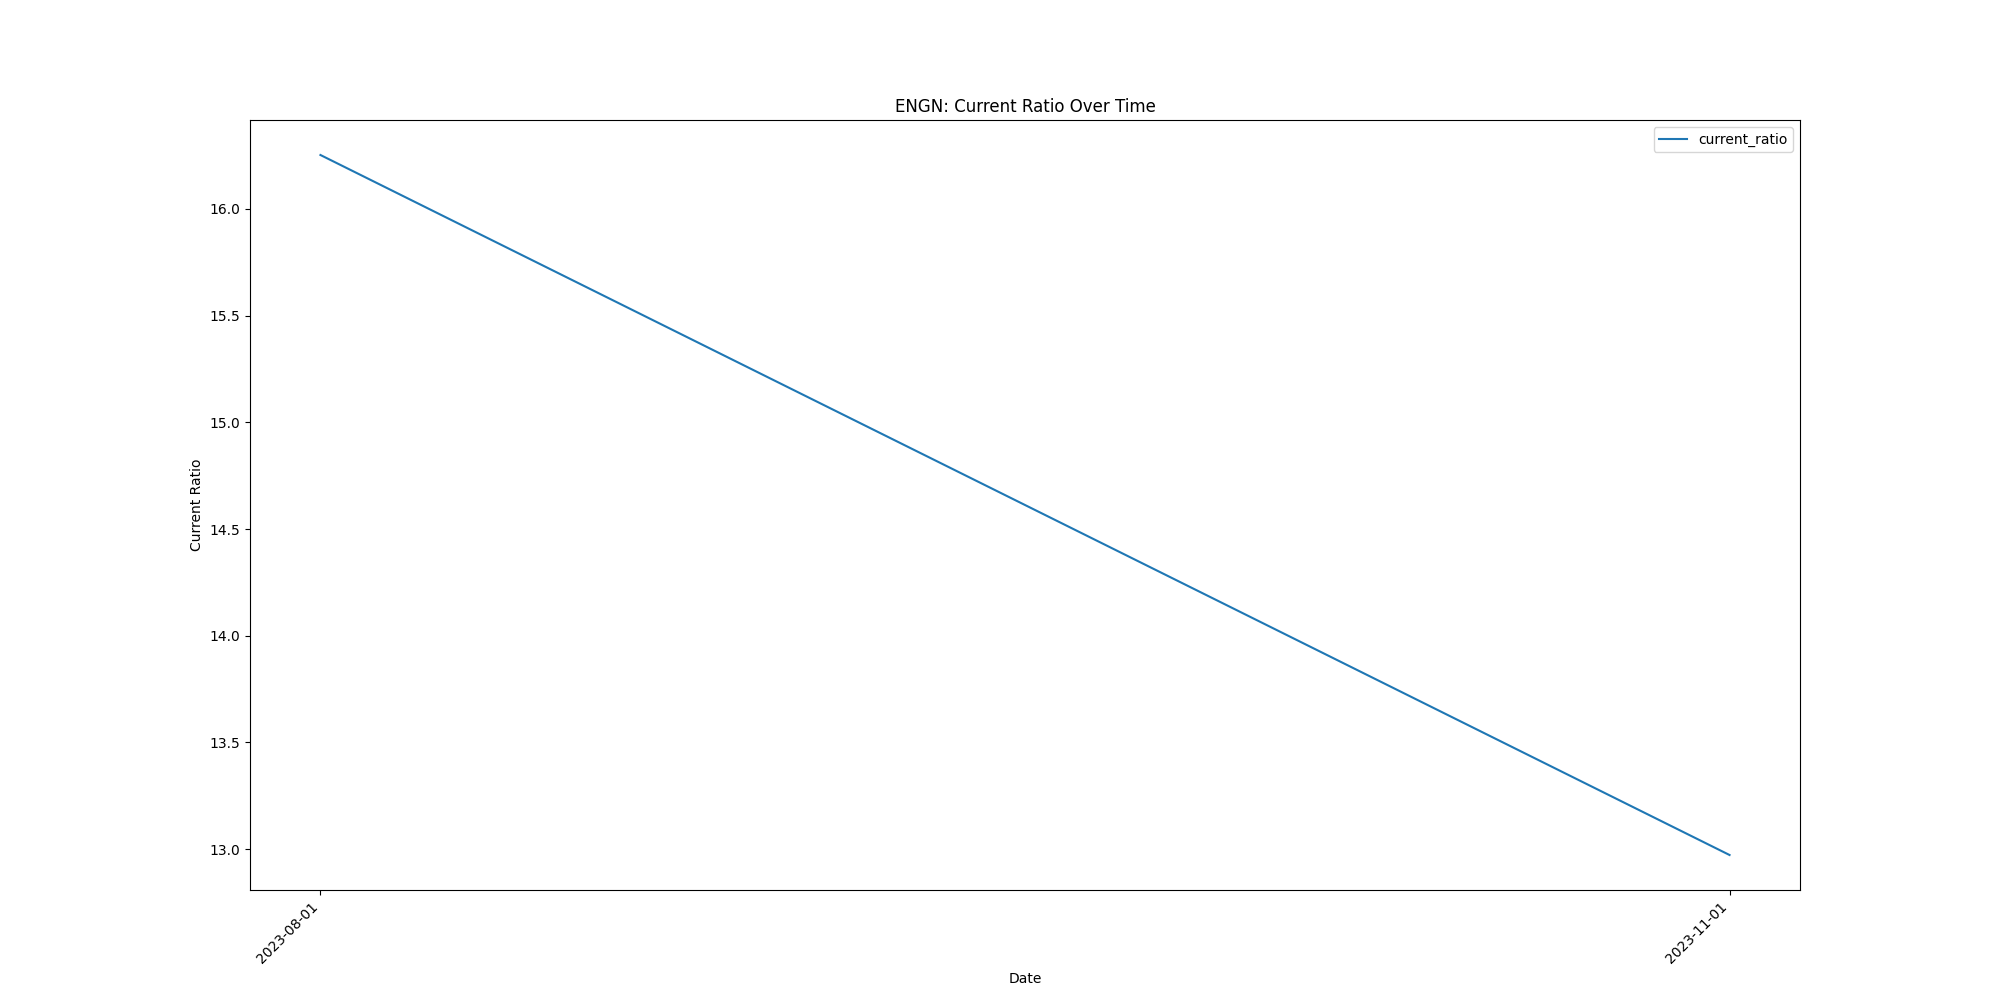 ENGN: Current Ratio Over Time
current_ratio
16.0
15.5
15.0
14.5
14.0
13.5
13.0
Current Ratio
2023-08-01
2023-11-01
Date